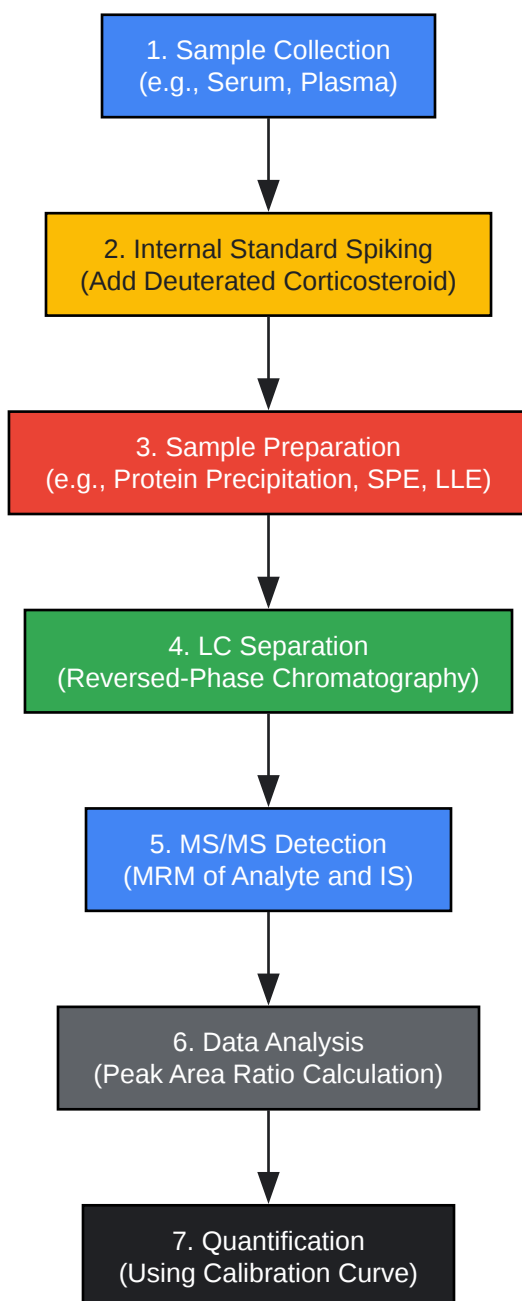 1. Sample Collection
(e.g., Serum, Plasma)
2. Internal Standard Spiking
(Add Deuterated Corticosteroid)
3. Sample Preparation
(e.g., Protein Precipitation, SPE, LLE)
4. LC Separation
(Reversed-Phase Chromatography)
5. MS/MS Detection
(MRM of Analyte and IS)
6. Data Analysis
(Peak Area Ratio Calculation)
7. Quantification
(Using Calibration Curve)